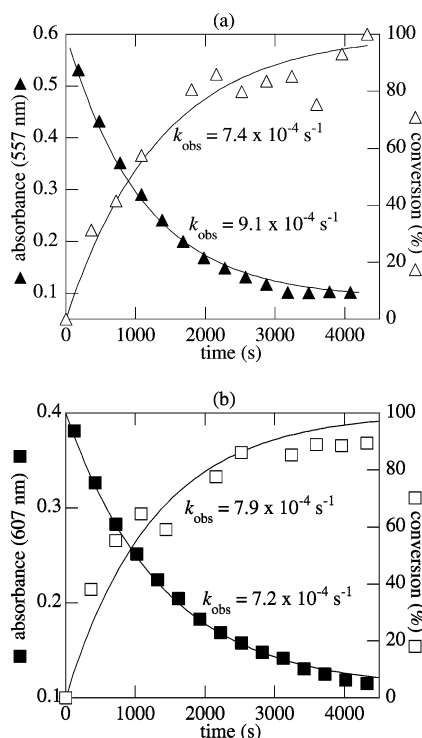 (a)
0.6
0.5
0.4
0.3
0.2
0.1
100
80
60
40
20
0
▲ absorbance (557 nm) ▲
△ conversion (%) △
k_obs = 7.4 x 10^-4 s^-1
k_obs = 9.1 x 10^-4 s^-1
0 1000 2000 3000 4000
time (s)
(b)
0.4
0.3
0.2
0.1
100
80
60
40
20
0
■ absorbance (607 nm) ■
□ conversion (%) □
k_obs = 7.9 x 10^-4 s^-1
k_obs = 7.2 x 10^-4 s^-1
0 1000 2000 3000 4000
time (s)